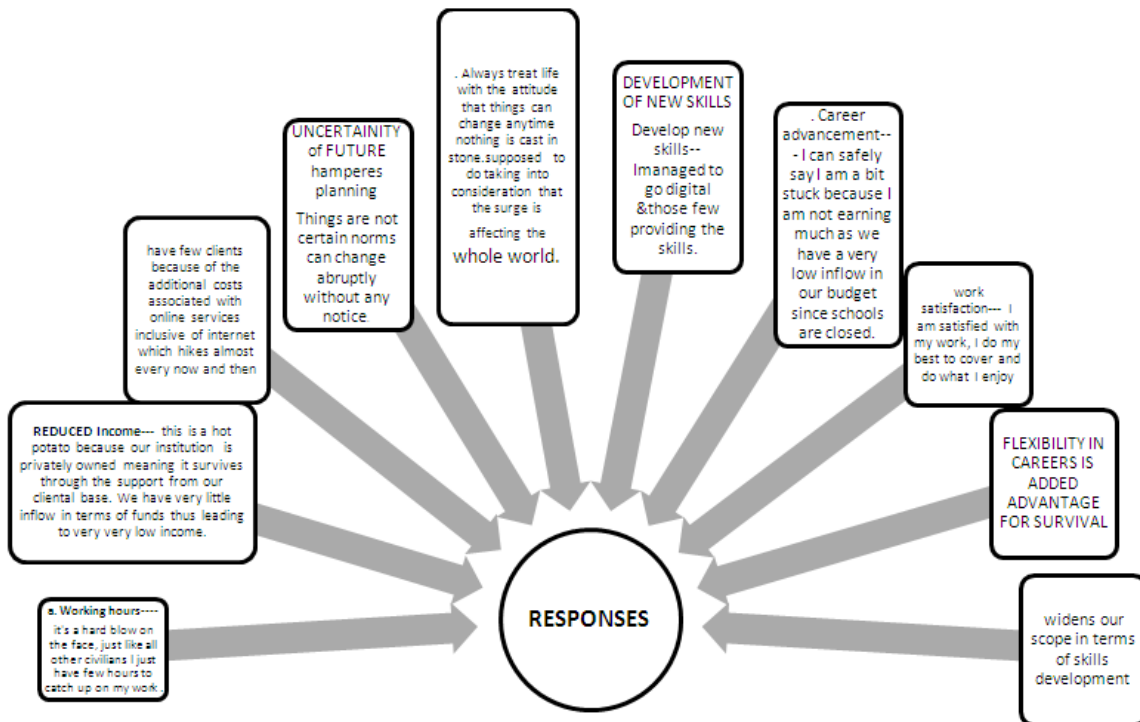 . Always treat life
with the attitude
that things can
change anytime
nothing is cast in
stone.supposed to
do taking into
consideration that
the surge is
affecting the
whole world.
DEVELOPMENT
OF NEW SKILLS
Develop new
skills--
Imanaged to
go digital
&those few
providing the
skills.
. Career
advancement--
- I can safely
say I am a bit
stuck because I
am not earning
much as we
have a very
low inflow in
our budget
since schools
are closed.
UNCERTAINITY
of FUTURE
hamperes
planning
Things are not
certain norms
can change
abruptly
without any
notice.
have few clients
because of the
additional costs
associated with
online services
inclusive of internet
which hikes almost
every now and then
work
satisfaction--- I
am satisfied with
my work, I do my
best to cover and
do what I enjoy
REDUCED Income--- this is a hot
potato because our institution is
privately owned meaning it survives
through the support from our
cliental base. We have very little
inflow in terms of funds thus leading
to very very low income.
FLEXIBILITY IN
CAREERS IS
ADDED
ADVANTAGE
FOR SURVIVAL
a. Working hours----
it's a hard blow on
the face, just like all
other civilians I just
have few hours to
catch up on my work .
RESPONSES
widens our
scope in terms
of skills
development